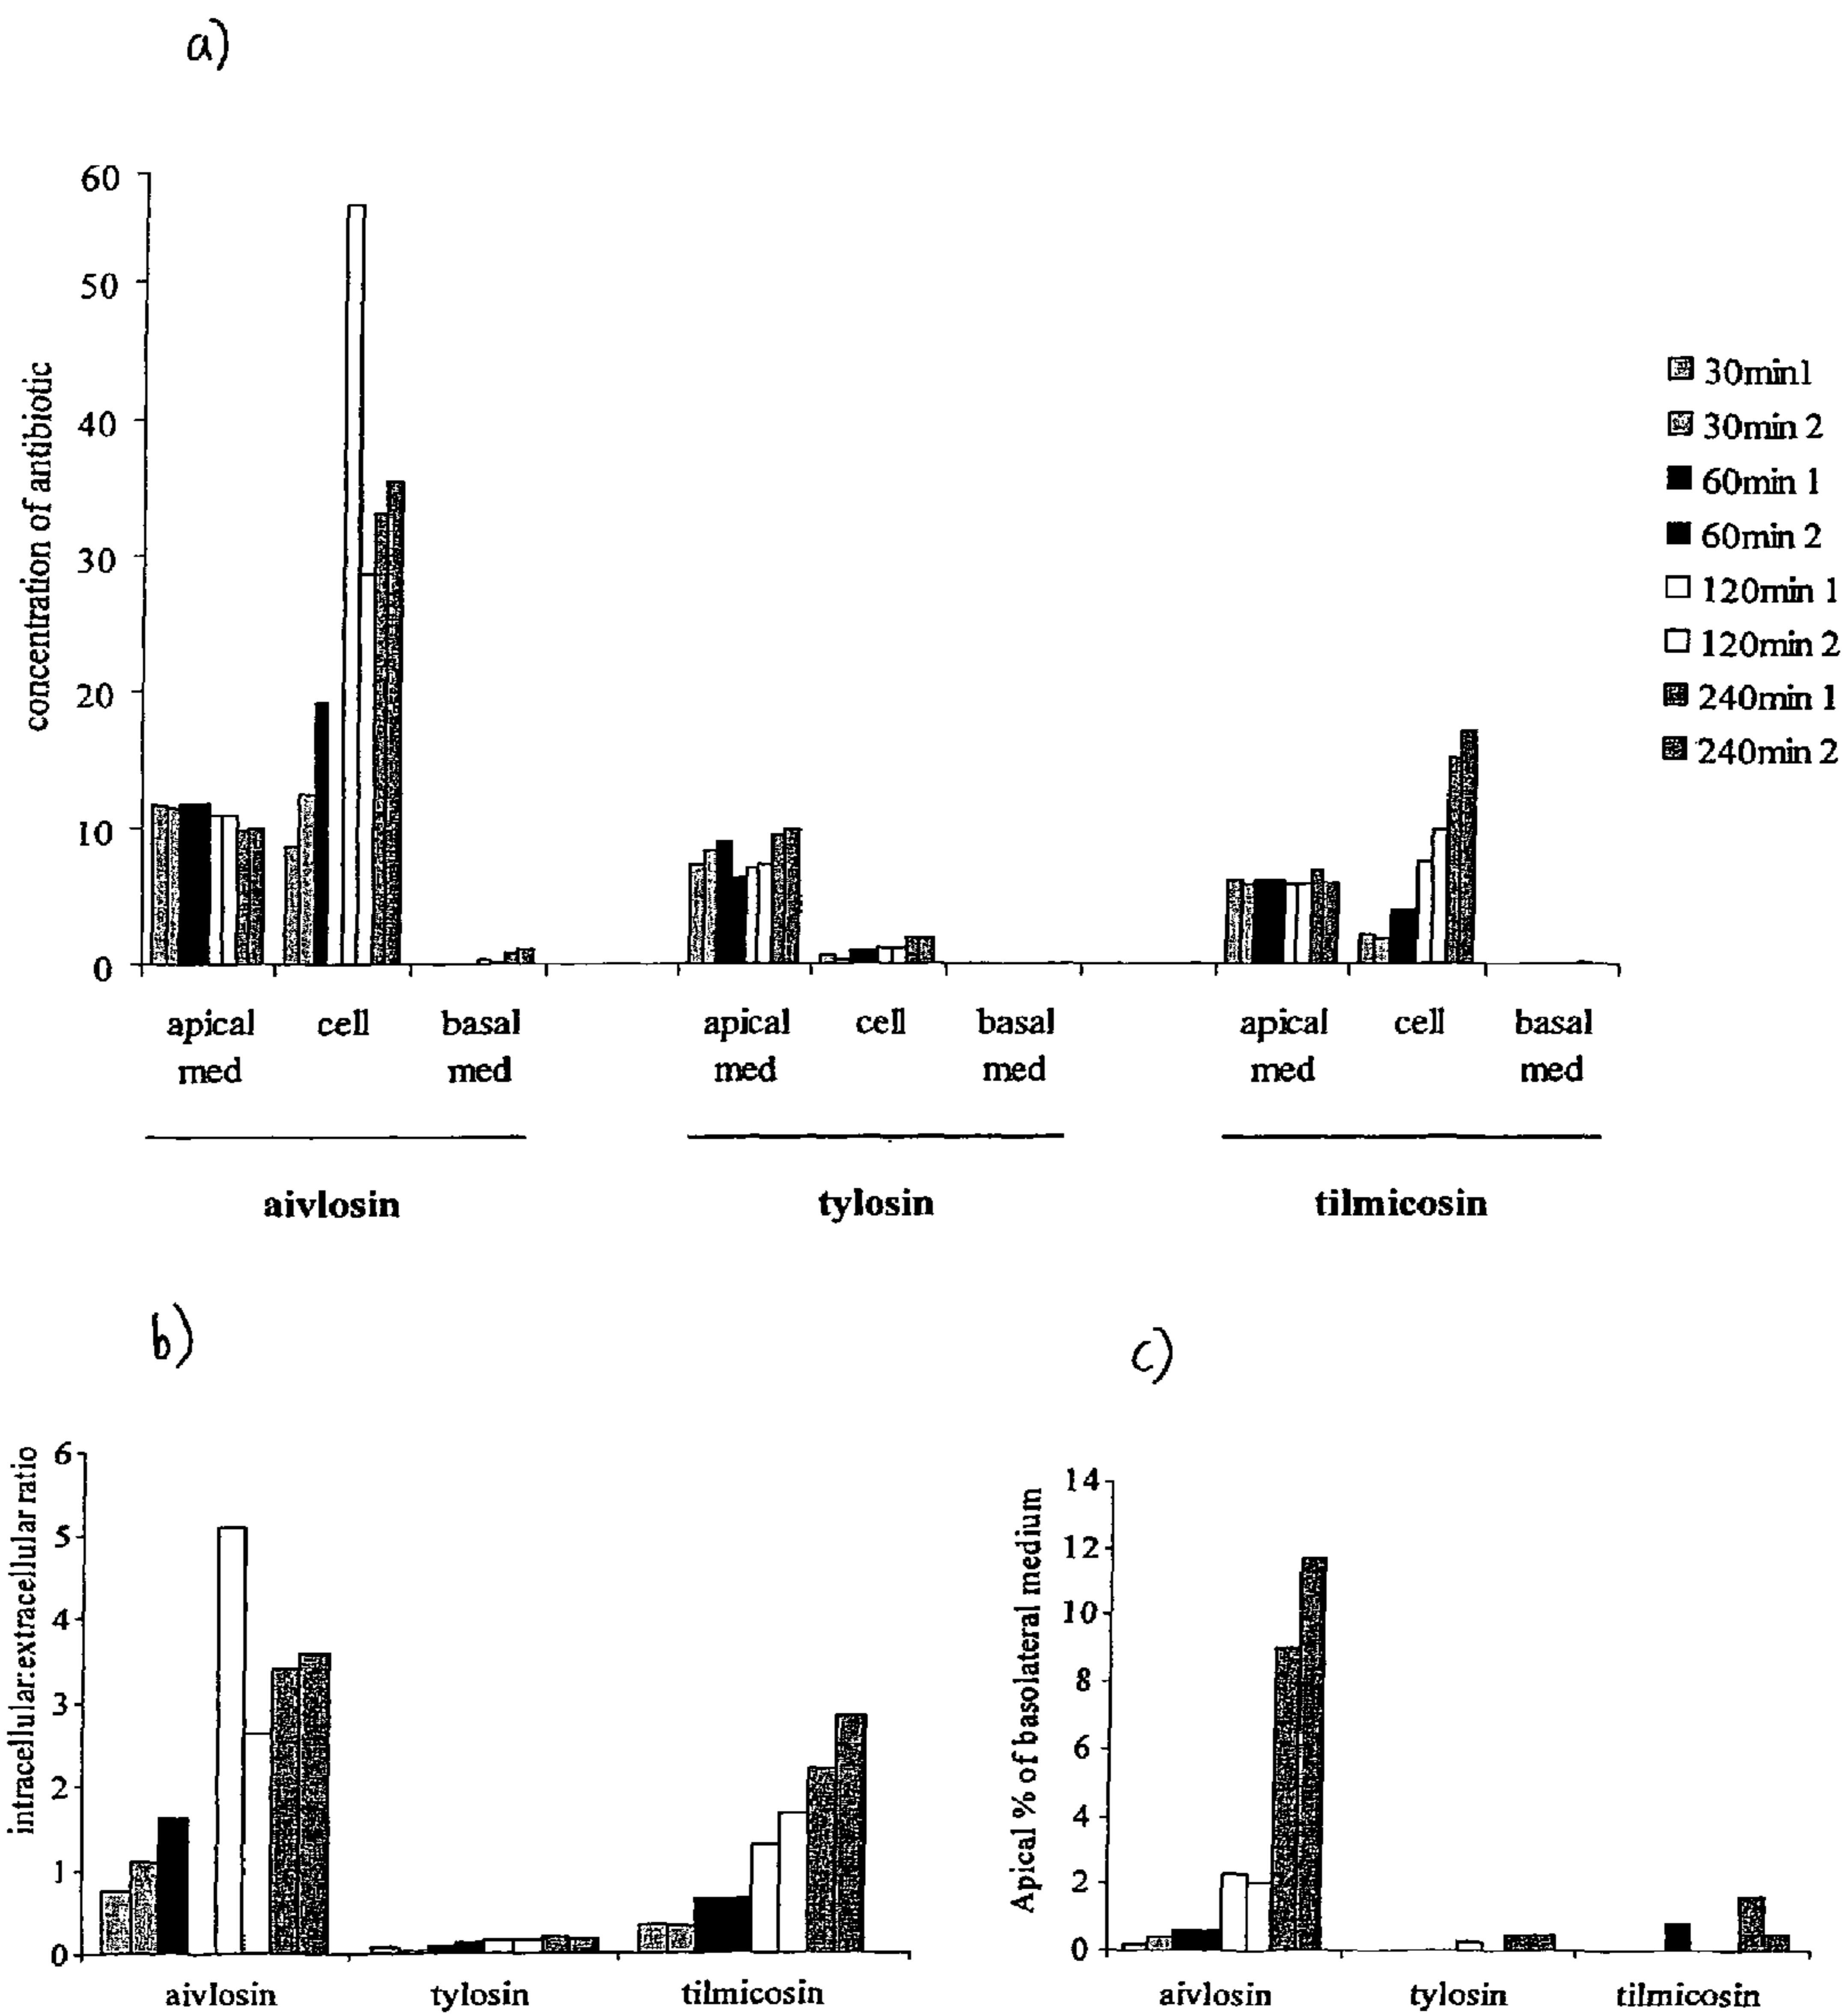 a)
60
50
40
30
20
10
0
concentration of antibiotic
30min1
30min 2
60min 1
60min 2
120min 1
120min 2
240min 1
240min 2
apical med
cell
basal med
apical med
cell
basal med
apical med
cell
basal med
aivlosin
tylosin
tilmicosin
b)
6
5
4
3
2
1
0
intracellular:extracellular ratio
aivlosin
tylosin
tilmicosin
c)
14
12
10
8
6
4
2
0
Apical % of basolateral medium
aivlosin
tylosin
tilmicosin